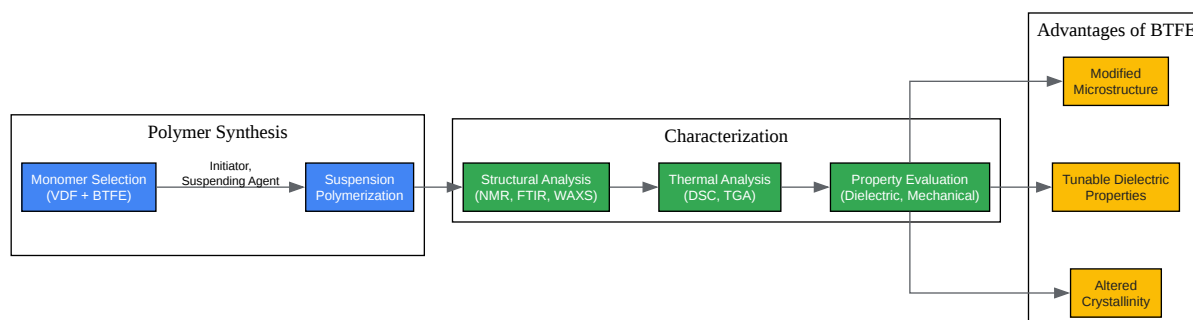 Polymer Synthesis
Monomer Selection
(VDF + BTFE)
Initiator,
Suspending Agent
Suspension
Polymerization
Characterization
Structural Analysis
(NMR, FTIR, WAXS)
Thermal Analysis
(DSC, TGA)
Property Evaluation
(Dielectric, Mechanical)
Advantages of BTFE
Modified
Microstructure
Tunable Dielectric
Properties
Altered
Crystallinity